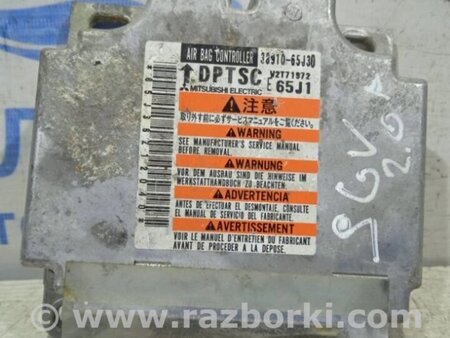 AIR BAG CONTROLLER 38910-65J30
DPTSC Y2T71972
MITSUBISHI ELECTRIC E 65J1
注意
取り外す前に必ずサービスマニュアルをご覧ください。
WARNING
SEE MANUFRCTURER'S SERVICE MANUAL
BEFORE REMOVAL.
WARNUNG
VOR DEM AUSBAU SIND DIE HINWEISE IM
WERKSTATTHANDBUCH ZU BEACHTEN:
ADVERTENCIA
ANTES DE EFECTUAR EL DESMONTAJE, CONSULTE
EL MANUAL DE SERVICIO DEL FABRICANTE.
AVERTISSEMENT
VOIR LE MANUEL D'ENTRETIEN DU FABRICANT
AVANT DE PROCEDER A LA DEPOSE.
SGV
2.0
www.razborki.com